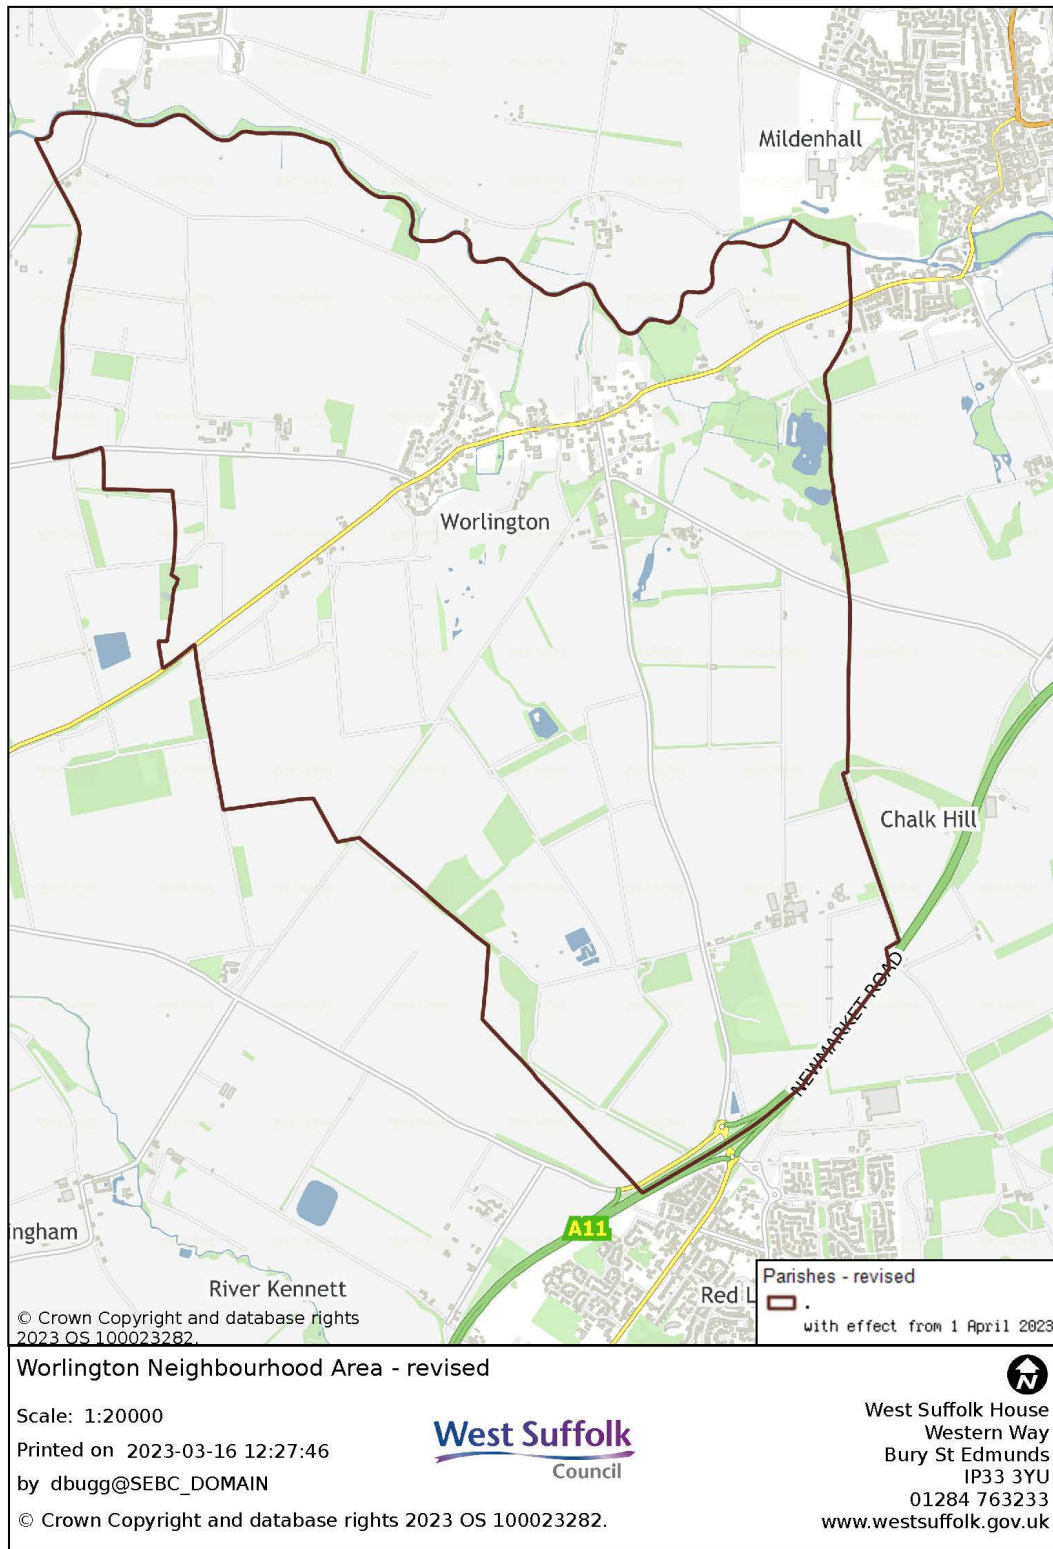 Mildenhall
Worlington
Chalk Hill
NEWMARKET ROAD
ingham
A11
River Kennett
Red L
Parishes - revised
.
with effect from 1 April 2023
© Crown Copyright and database rights
2023 OS 100023282.
Worlington Neighbourhood Area - revised
Scale: 1:20000
Printed on 2023-03-16 12:27:46
by dbugg@SEBC_DOMAIN
© Crown Copyright and database rights 2023 OS 100023282.
West Suffolk
Council
N
West Suffolk House
Western Way
Bury St Edmunds
IP33 3YU
01284 763233
www.westsuffolk.gov.uk